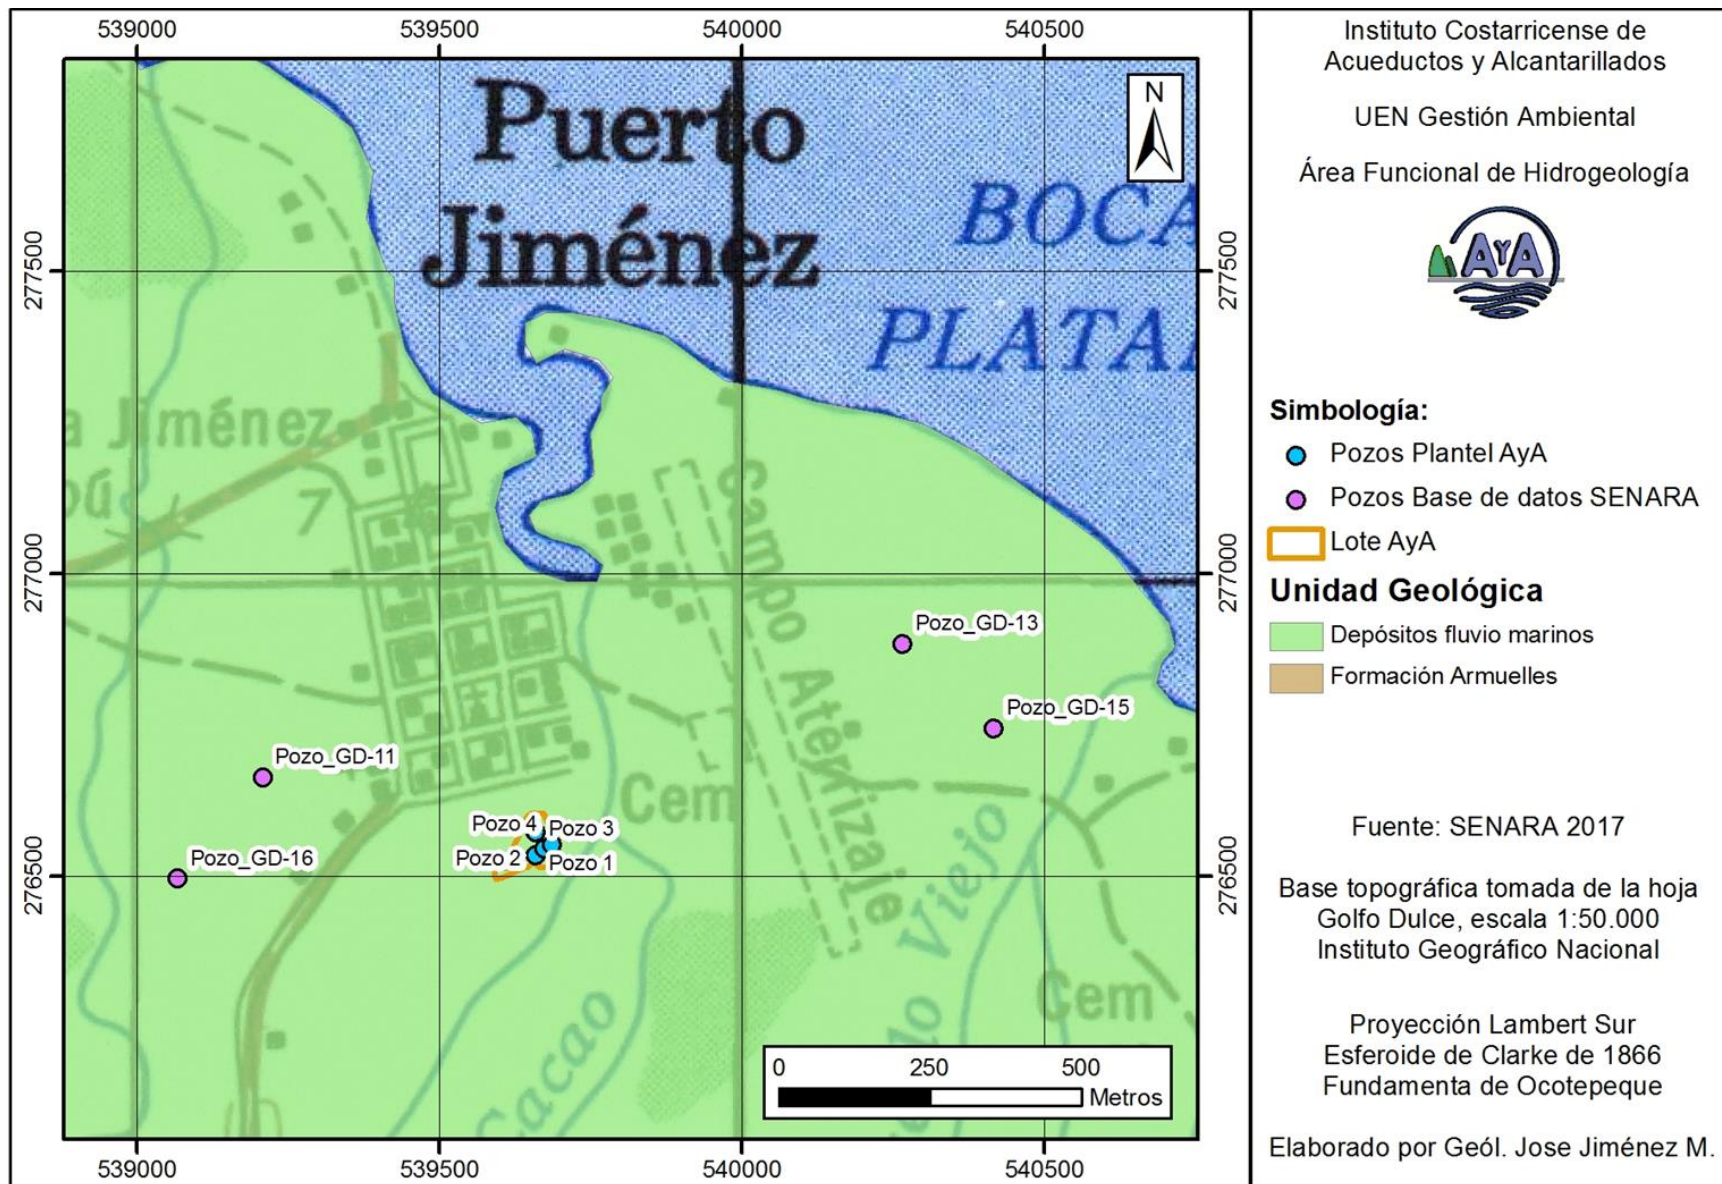 539000 539500 540000 540500
277500
277000
276500
Puerto
Jiménez
BOCA
PLATA
N
a Jiménez
7
Campo Aterrizaje
Pozo_GD-13
Pozo_GD-15
Pozo_GD-11
Pozo_GD-16
Cem
Pozo 4
Pozo 3
Pozo 2
Pozo 1
Viejo
Cem
Cacao
0 250 500
Metros
277500
277000
276500
539000 539500 540000 540500
Instituto Costarricense de
Acueductos y Alcantarillados
UEN Gestión Ambiental
Área Funcional de Hidrogeología
AYA
Simbología:
Pozos Plantel AyA
Pozos Base de datos SENARA
Lote AyA
Unidad Geológica
Depósitos fluvio marinos
Formación Armuelles
Fuente: SENARA 2017
Base topográfica tomada de la hoja
Golfo Dulce, escala 1:50.000
Instituto Geográfico Nacional
Proyección Lambert Sur
Esferoide de Clarke de 1866
Fundamenta de Ocotepeque
Elaborado por Geól. Jose Jiménez M.